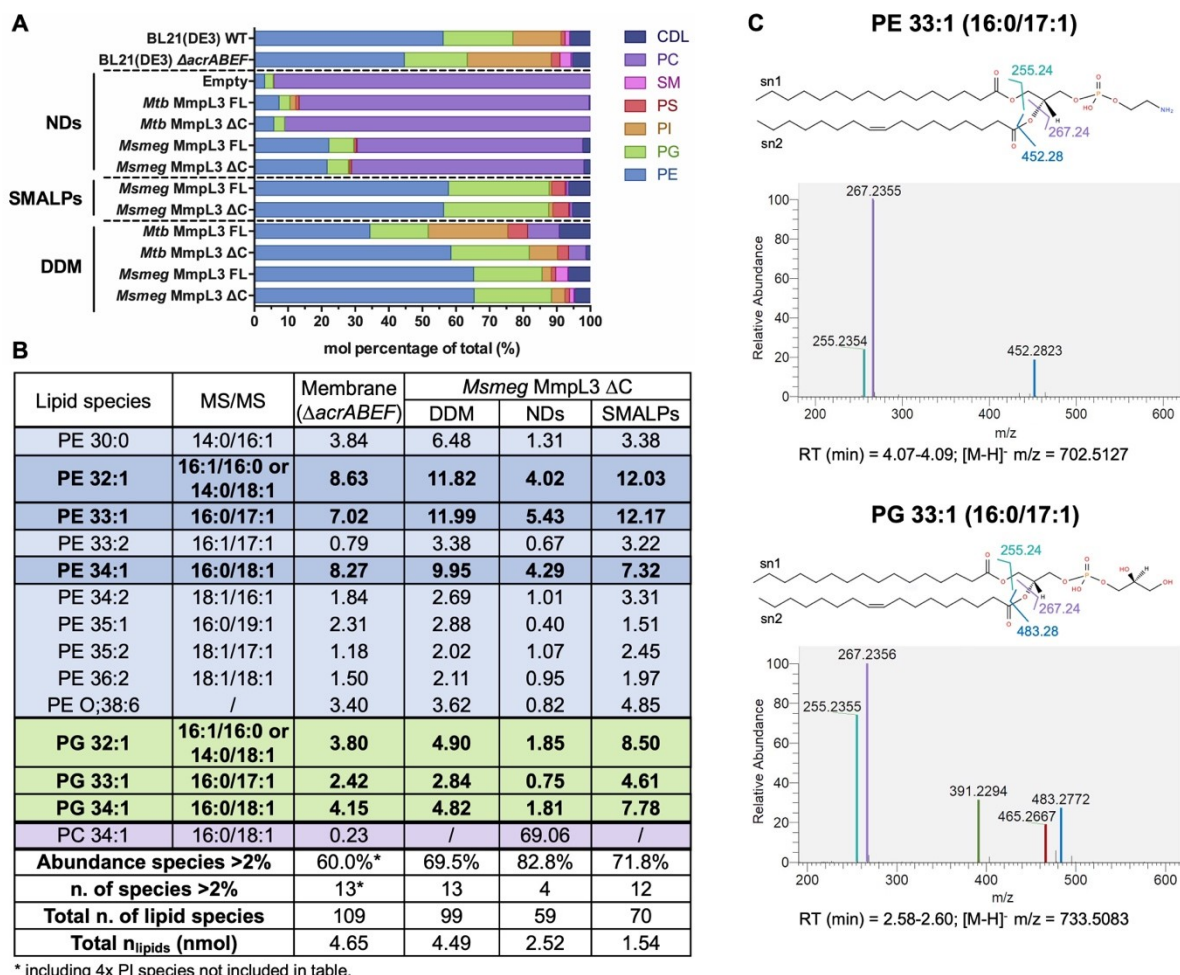 A
BL21(DE3) WT
BL21(DE3) ΔacrABEF
Empty
Mtb MmpL3 FL
Mtb MmpL3 ΔC
Msmeg MmpL3 FL
Msmeg MmpL3 ΔC
Msmeg MmpL3 FL
Msmeg MmpL3 ΔC
Mtb MmpL3 FL
Mtb MmpL3 ΔC
Msmeg MmpL3 FL
Msmeg MmpL3 ΔC
NDs
SMALPs
DDM
0 10 20 30 40 50 60 70 80 90 100
mol percentage of total (%)
CDL
PC
SM
PS
PI
PG
PE
B
Lipid species MS/MS Membrane (ΔacrABEF) Msmeg MmpL3 ΔC
DDM NDs SMALPs
PE 30:0 14:0/16:1 3.84 6.48 1.31 3.38
PE 32:1 16:1/16:0 or 14:0/18:1 8.63 11.82 4.02 12.03
PE 33:1 16:0/17:1 7.02 11.99 5.43 12.17
PE 33:2 16:1/17:1 0.79 3.38 0.67 3.22
PE 34:1 16:0/18:1 8.27 9.95 4.29 7.32
PE 34:2 18:1/16:1 1.84 2.69 1.01 3.31
PE 35:1 16:0/19:1 2.31 2.88 0.40 1.51
PE 35:2 18:1/17:1 1.18 2.02 1.07 2.45
PE 36:2 18:1/18:1 1.50 2.11 0.95 1.97
PE O;38:6 / 3.40 3.62 0.82 4.85
PG 32:1 16:1/16:0 or 14:0/18:1 3.80 4.90 1.85 8.50
PG 33:1 16:0/17:1 2.42 2.84 0.75 4.61
PG 34:1 16:0/18:1 4.15 4.82 1.81 7.78
PC 34:1 16:0/18:1 0.23 / 69.06 /
Abundance species >2% 60.0%* 69.5% 82.8% 71.8%
n. of species >2% 13* 13 4 12
Total n. of lipid species 109 99 59 70
Total nlipids (nmol) 4.65 4.49 2.52 1.54
* including 4x PI species not included in table.
C
PE 33:1 (16:0/17:1)
sn1
sn2
255.24
267.24
452.28
O
O
O
O
O
P
HO
O
NH₂
H
Relative Abundance
100
80
60
40
20
0
267.2355
255.2354
452.2823
200 300 400 500 600
m/z
RT (min) = 4.07-4.09; [M-H]⁻ m/z = 702.5127
PG 33:1 (16:0/17:1)
sn1
sn2
255.24
267.24
483.28
O
O
O
O
O
P
HO
O
HO
H
OH
H
Relative Abundance
100
80
60
40
20
0
267.2356
255.2355
391.2294
465.2667
483.2772
200 300 400 500 600
m/z
RT (min) = 2.58-2.60; [M-H]⁻ m/z = 733.5083